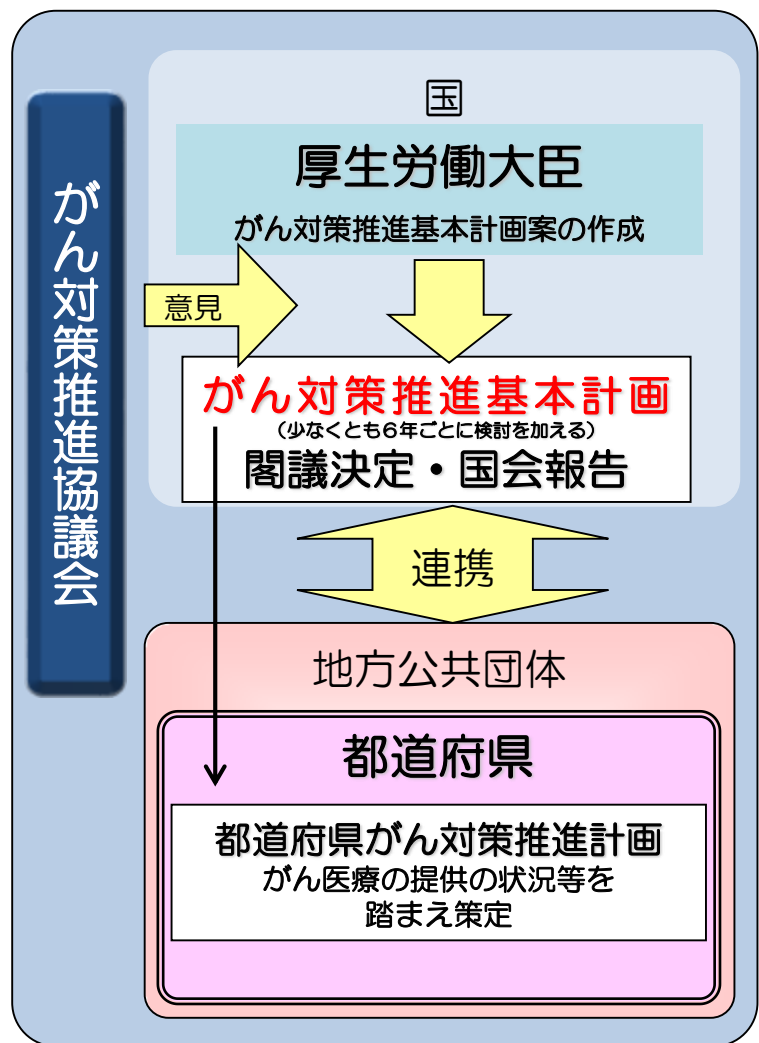 がん対策推進協議会
国
厚生労働大臣
がん対策推進基本計画案の作成
意見
がん対策推進基本計画
（少なくとも６年ごとに検討を加える）
閣議決定・国会報告
連携
地方公共団体
都道府県
都道府県がん対策推進計画
がん医療の提供の状況等を
踏まえ策定